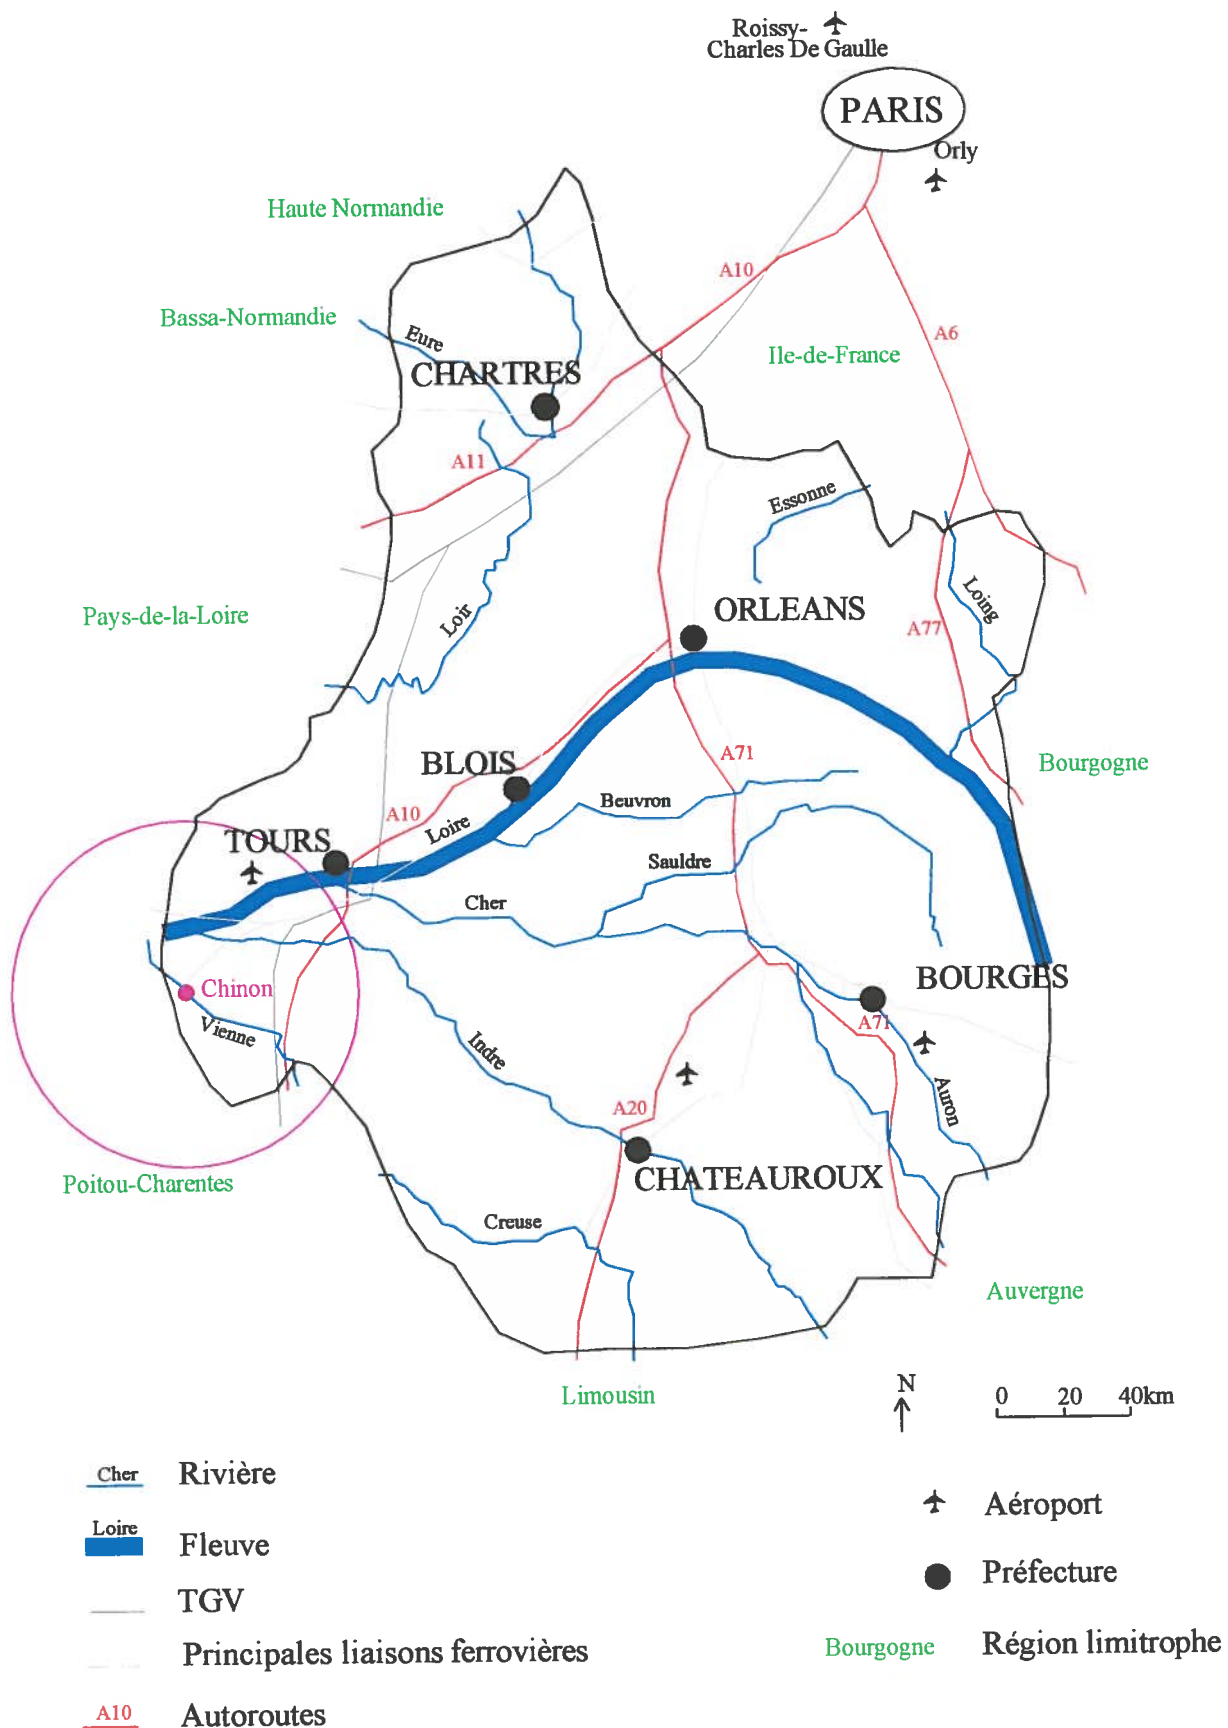 Roissy-
Charles De Gaulle
PARIS
Orly
Haute Normandie
A10
Bassa-Normandie
Eure
A6
Ile-de-France
CHARTRES
A11
Essonne
Loing
Pays-de-la-Loire
Loir
ORLEANS
A77
BLOIS
A71
Bourgogne
A10
Loire
Beuvron
TOURS
Sauldre
Cher
BOURGES
Chinon
Vienne
A71
Indre
Auron
A20
CHATEAUROUX
Poitou-Charentes
Creuse
Auvergne
Limousin
N
0 20 40km
Cher Rivière
Loire Fleuve
TGV
Principales liaisons ferrovières
A10 Autoroutes
Aéroport
Préfecture
Bourgogne Région limitrophe